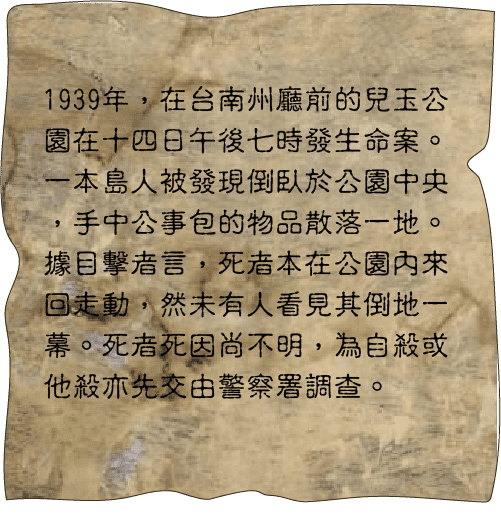 1939年，在台南州廳前的兒玉公
園在十四日午後七時發生命案。
一本島人被發現倒臥於公園中央
，手中公事包的物品散落一地。
據目擊者言，死者本在公園內來
回走動，然未有人看見其倒地一
幕。死者死因尚不明，為自殺或
他殺亦先交由警察署調查。